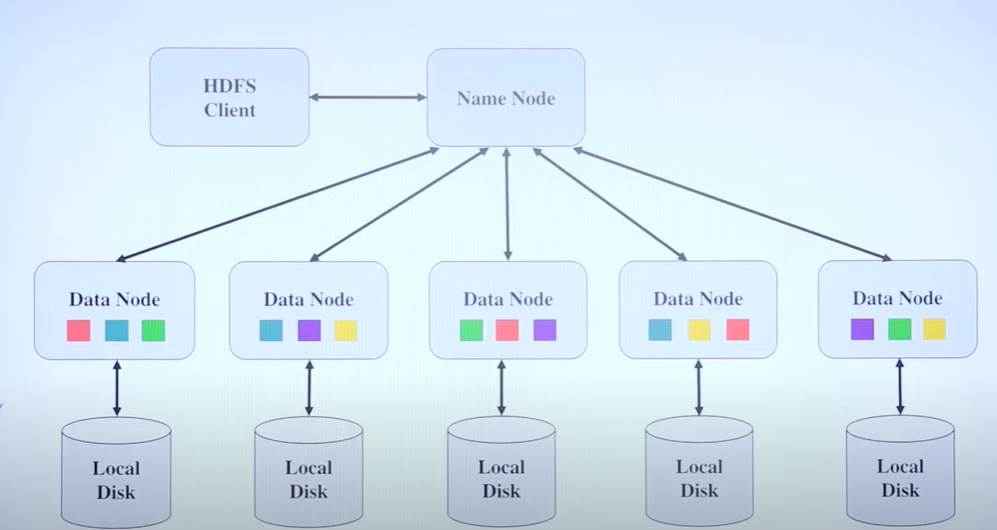 HDFS
Client
Name Node
Data Node
Data Node
Data Node
Data Node
Data Node
Local
Disk
Local
Disk
Local
Disk
Local
Disk
Local
Disk